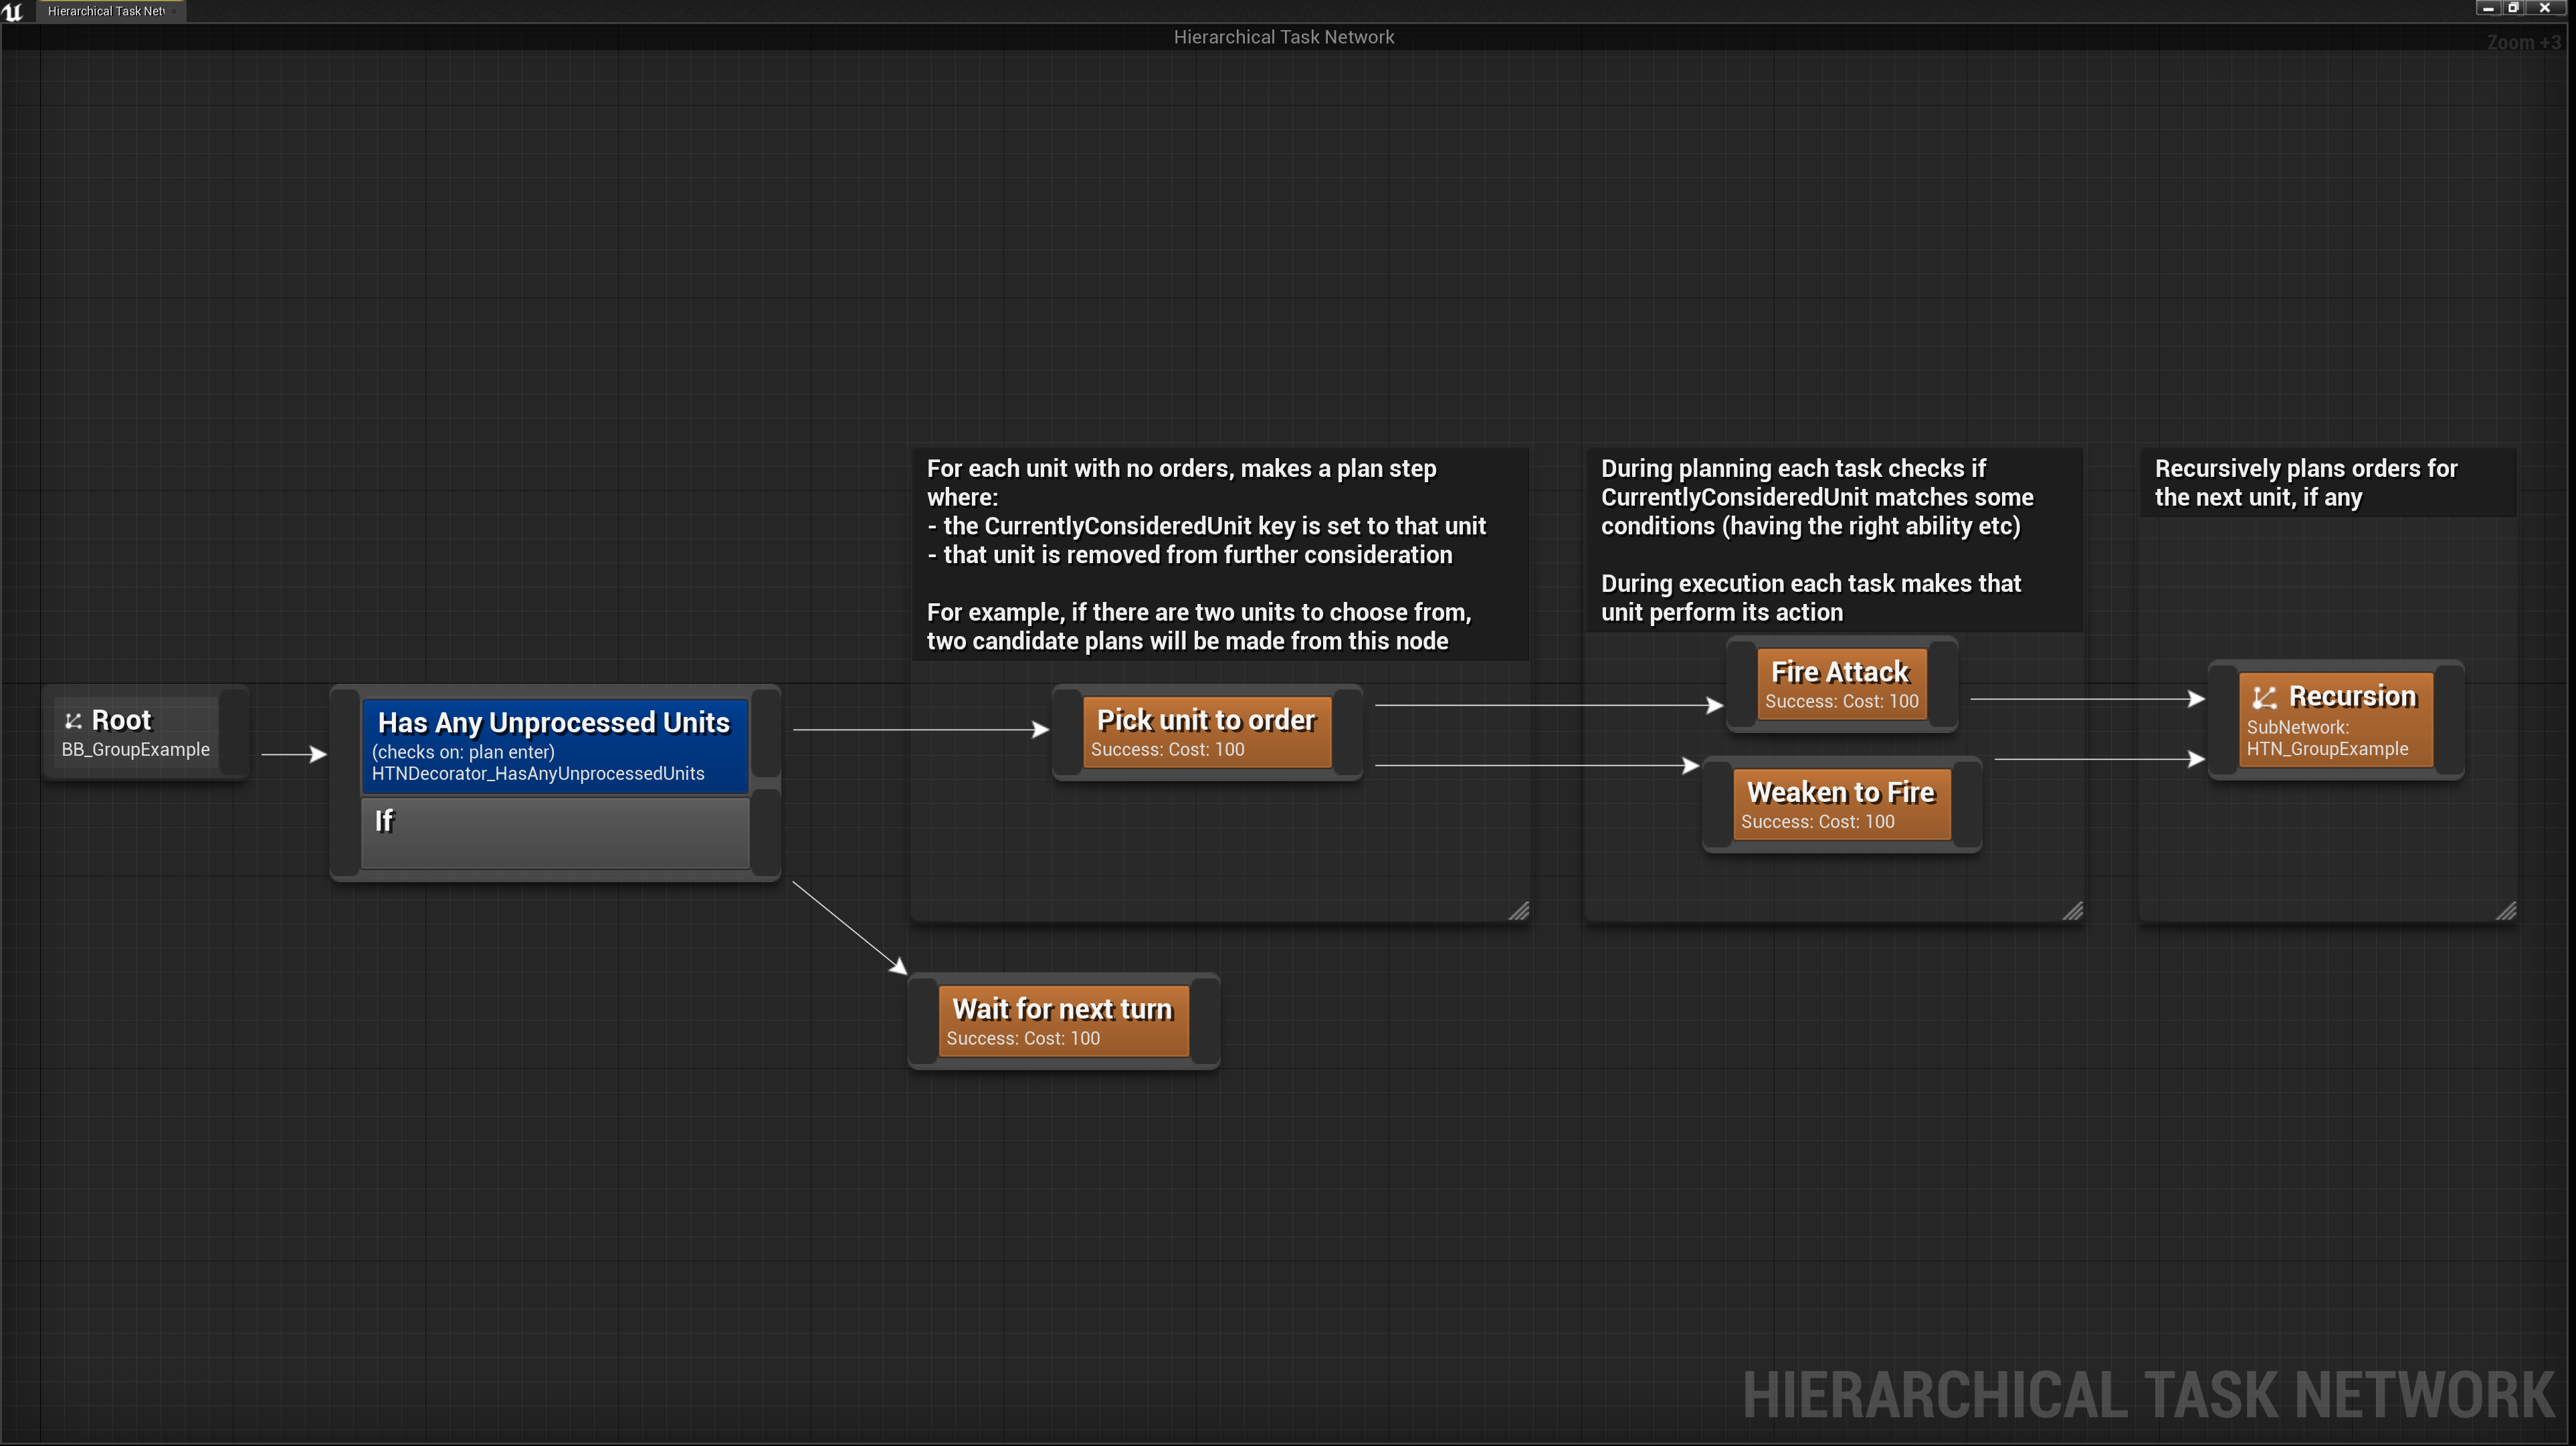 Hierarchical Task Net
Hierarchical Task Network
Zoom +3
For each unit with no orders, makes a plan step
where:
- the CurrentlyConsideredUnit key is set to that unit
- that unit is removed from further consideration
For example, if there are two units to choose from,
two candidate plans will be made from this node
During planning each task checks if
CurrentlyConsideredUnit matches some
conditions (having the right ability etc)
During execution each task makes that
unit perform its action
Recursively plans orders for
the next unit, if any
Root
BB_GroupExample
Has Any Unprocessed Units
(checks on: plan enter)
HTNDecorator_HasAnyUnprocessedUnits
If
Pick unit to order
Success: Cost: 100
Fire Attack
Success: Cost: 100
Weaken to Fire
Success: Cost: 100
Recursion
SubNetwork:
HTN_GroupExample
Wait for next turn
Success: Cost: 100
HIERARCHICAL TASK NETWORK